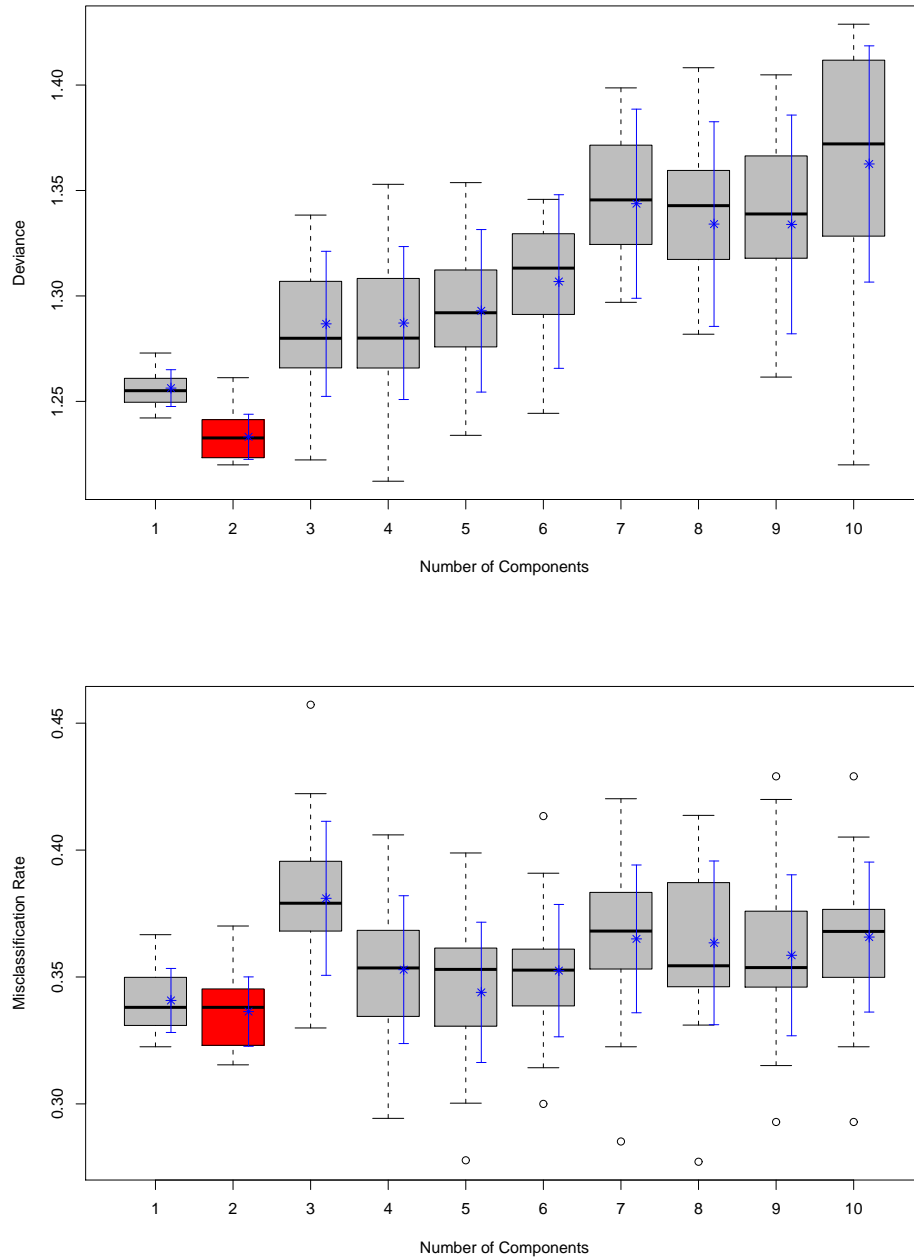 1.40
1.35
1.30
1.25
Deviance
1 2 3 4 5 6 7 8 9 10
Number of Components
0.45
0.40
0.35
0.30
Misclassification Rate
1 2 3 4 5 6 7 8 9 10
Number of Components